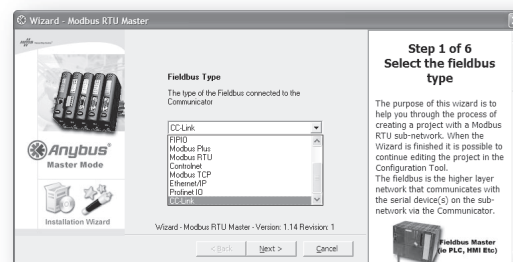 Wizard - Modbus RTU Master
Fieldbus Type
The type of the Fieldbus connected to the
Communicator
CC-Link
FIPIO
Modbus Plus
Modbus RTU
Controlnet
Modbus TCP
Ethernet/IP
Profinet IO
CC-Link
Anybus®
Master Mode
Installation Wizard
Wizard - Modbus RTU Master - Version: 1.14 Revision: 1
< Back
Next >
Cancel
Step 1 of 6
Select the fieldbus
type
The purpose of this wizard is to
help you through the process of
creating a project with a Modbus
RTU sub-network. When the
Wizard is finished it is possible to
continue editing the project in the
Configuration Tool.
The fieldbus is the higher layer
network that communicates with
the serial device(s) on the sub-
network via the Communicator.
Fieldbus Master
(ie PLC, HMI Etc)